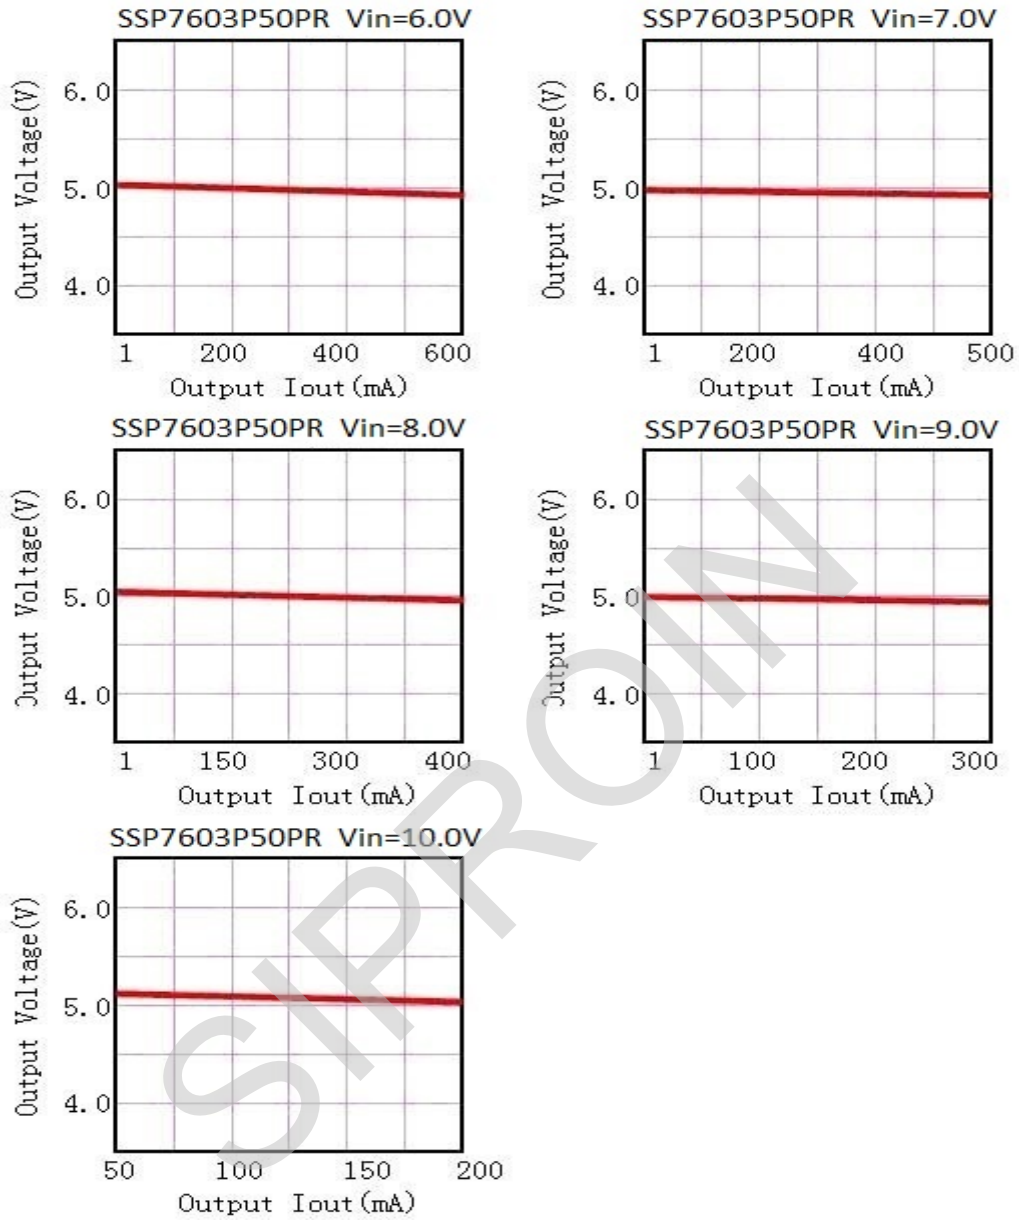 SSP7603P50PR Vin=6.0V
Output Voltage(V)
6.0
5.0
4.0
1 200 400 600
Output Iout(mA)
SSP7603P50PR Vin=7.0V
Output Voltage(V)
6.0
5.0
4.0
1 200 400 500
Output Iout(mA)
SSP7603P50PR Vin=8.0V
Output Voltage(V)
6.0
5.0
4.0
1 150 300 400
Output Iout(mA)
SSP7603P50PR Vin=9.0V
Output Voltage(V)
6.0
5.0
4.0
1 100 200 300
Output Iout(mA)
SSP7603P50PR Vin=10.0V
Output Voltage(V)
6.0
5.0
4.0
50 100 150 200
Output Iout(mA)
SIPROIN